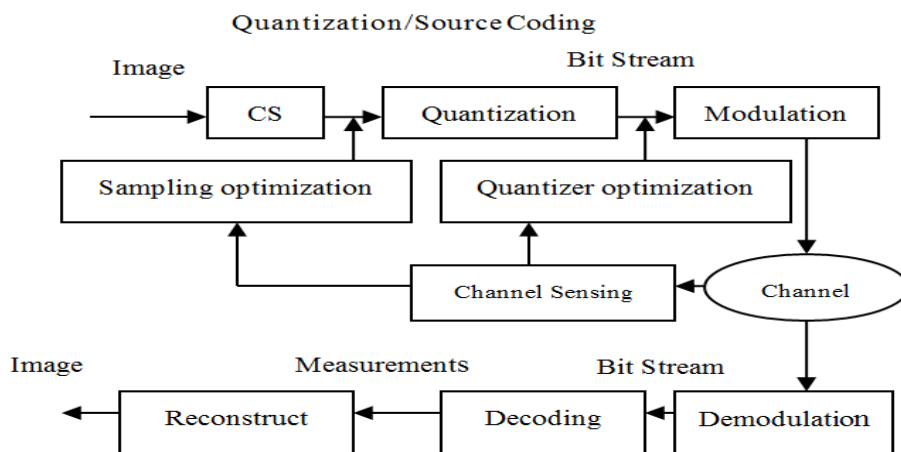 Quantization/Source Coding
Image
Bit Stream
CS
Quantization
Modulation
Sampling optimization
Quantizer optimization
Channel Sensing
Channel
Image
Measurements
Bit Stream
Reconstruct
Decoding
Demodulation